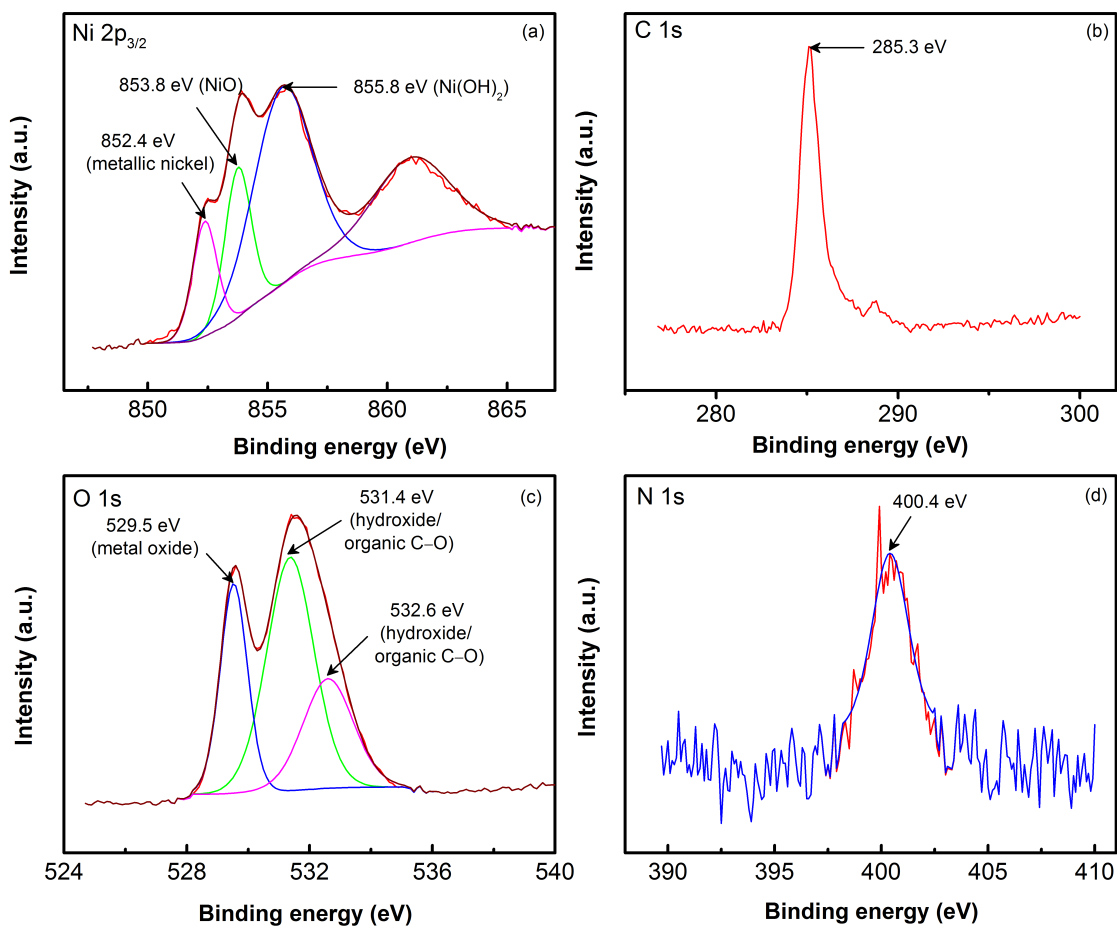 Ni 2p3/2
(a)
853.8 eV (NiO)
855.8 eV (Ni(OH)2)
852.4 eV
(metallic nickel)
Intensity (a.u.)
850
855
860
865
Binding energy (eV)
C 1s
(b)
285.3 eV
Intensity (a.u.)
280
290
300
Binding energy (eV)
O 1s
(c)
531.4 eV
(hydroxide/
organic C–O)
529.5 eV
(metal oxide)
532.6 eV
(hydroxide/
organic C–O)
Intensity (a.u.)
524
528
532
536
540
Binding energy (eV)
N 1s
(d)
400.4 eV
Intensity (a.u.)
390
395
400
405
410
Binding energy (eV)